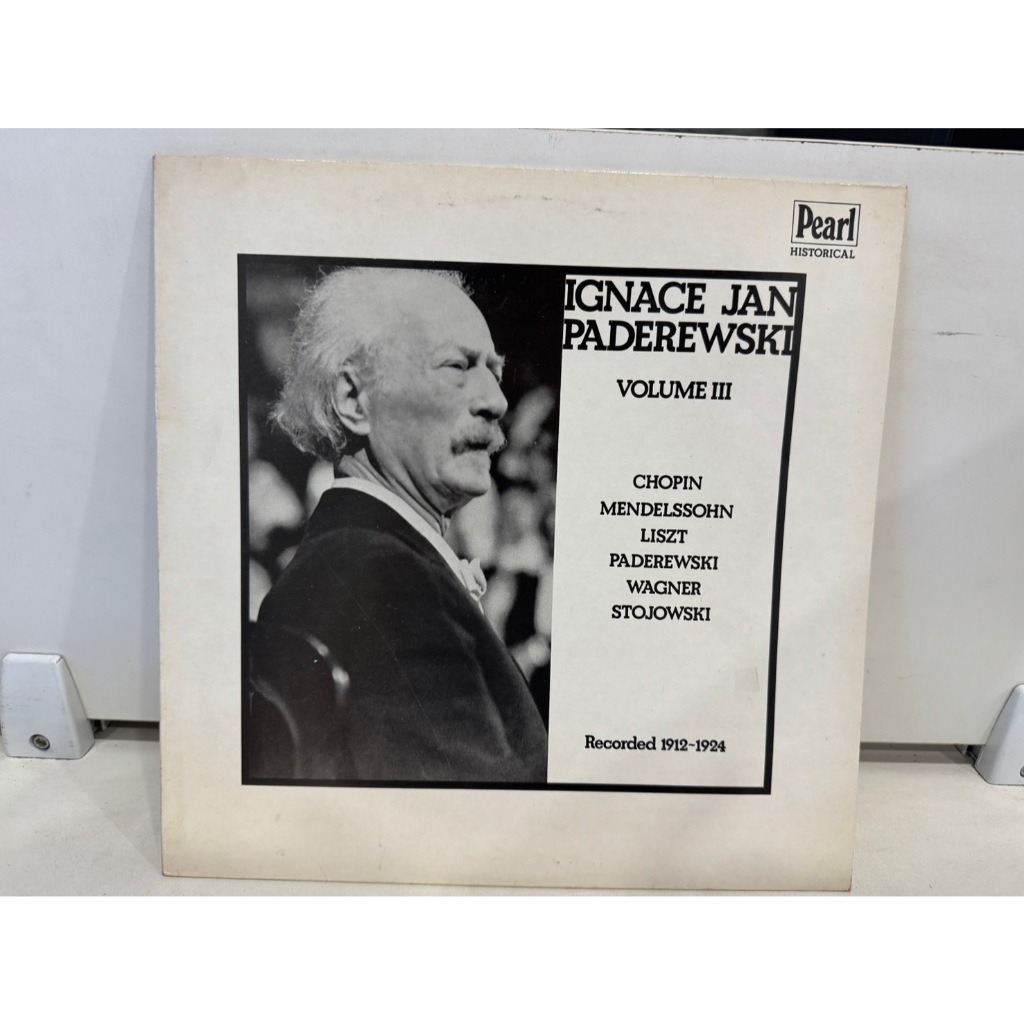 Pearl
HISTORICAL
IGNACE JAN
PADEREWSKI
VOLUME III
CHOPIN
MENDELSSOHN
LISZT
PADEREWSKI
WAGNER
STOJOWSKI
Recorded 1912-1924